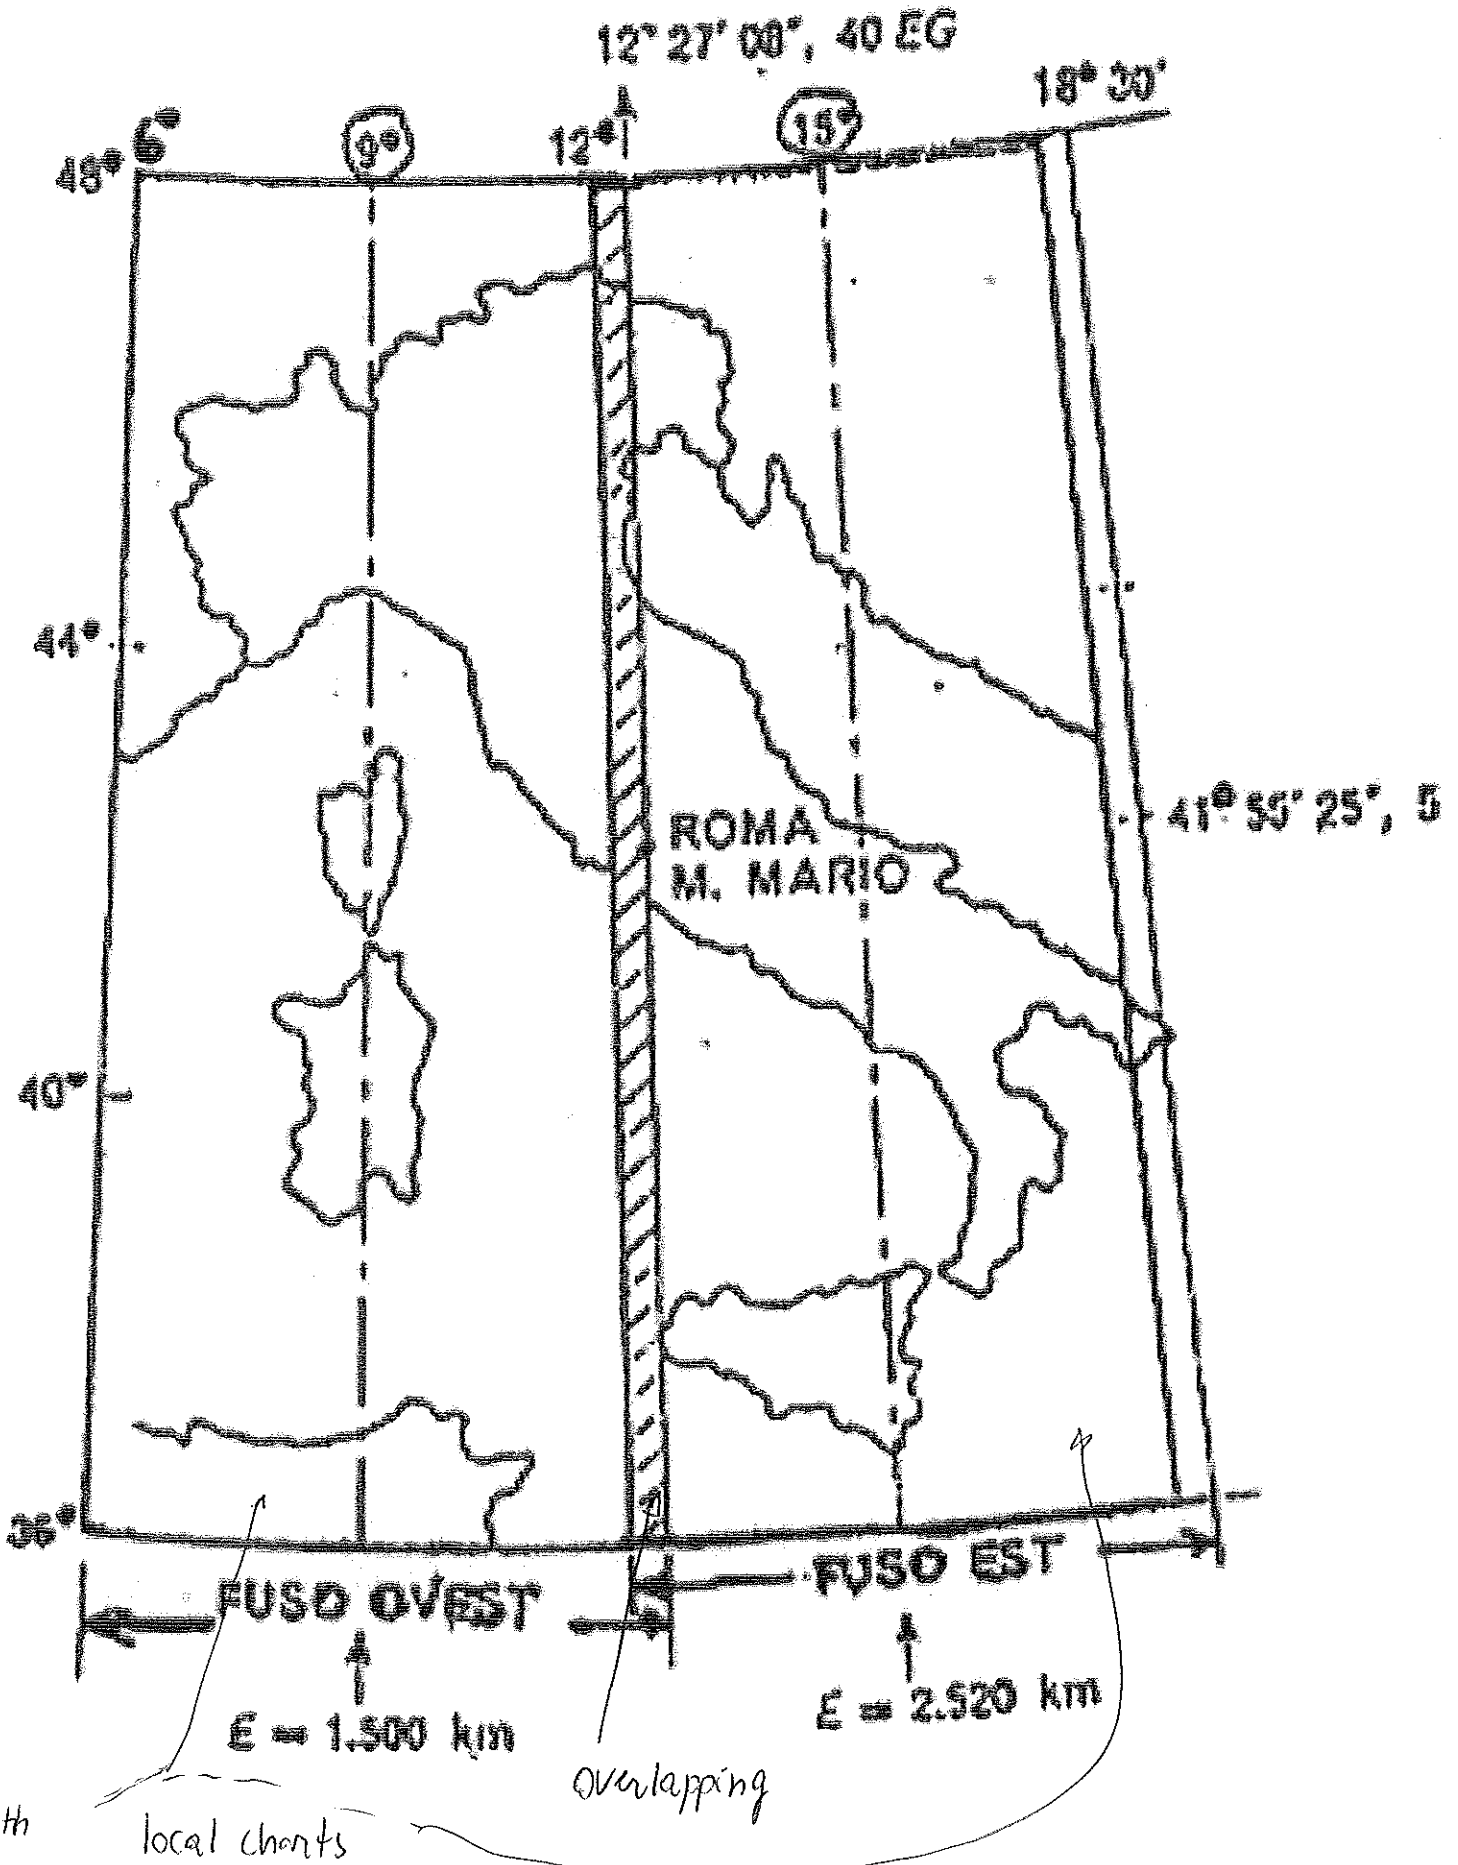 12° 27' 08", 40 EG
18° 30'
6°
9°
12°
15°
48°
44°
ROMA
M. MARIO
41° 55' 25", 5
40°
36°
FUSO OVEST
FUSO EST
E = 1.500 km
E = 2.520 km
overlapping
th
local charts